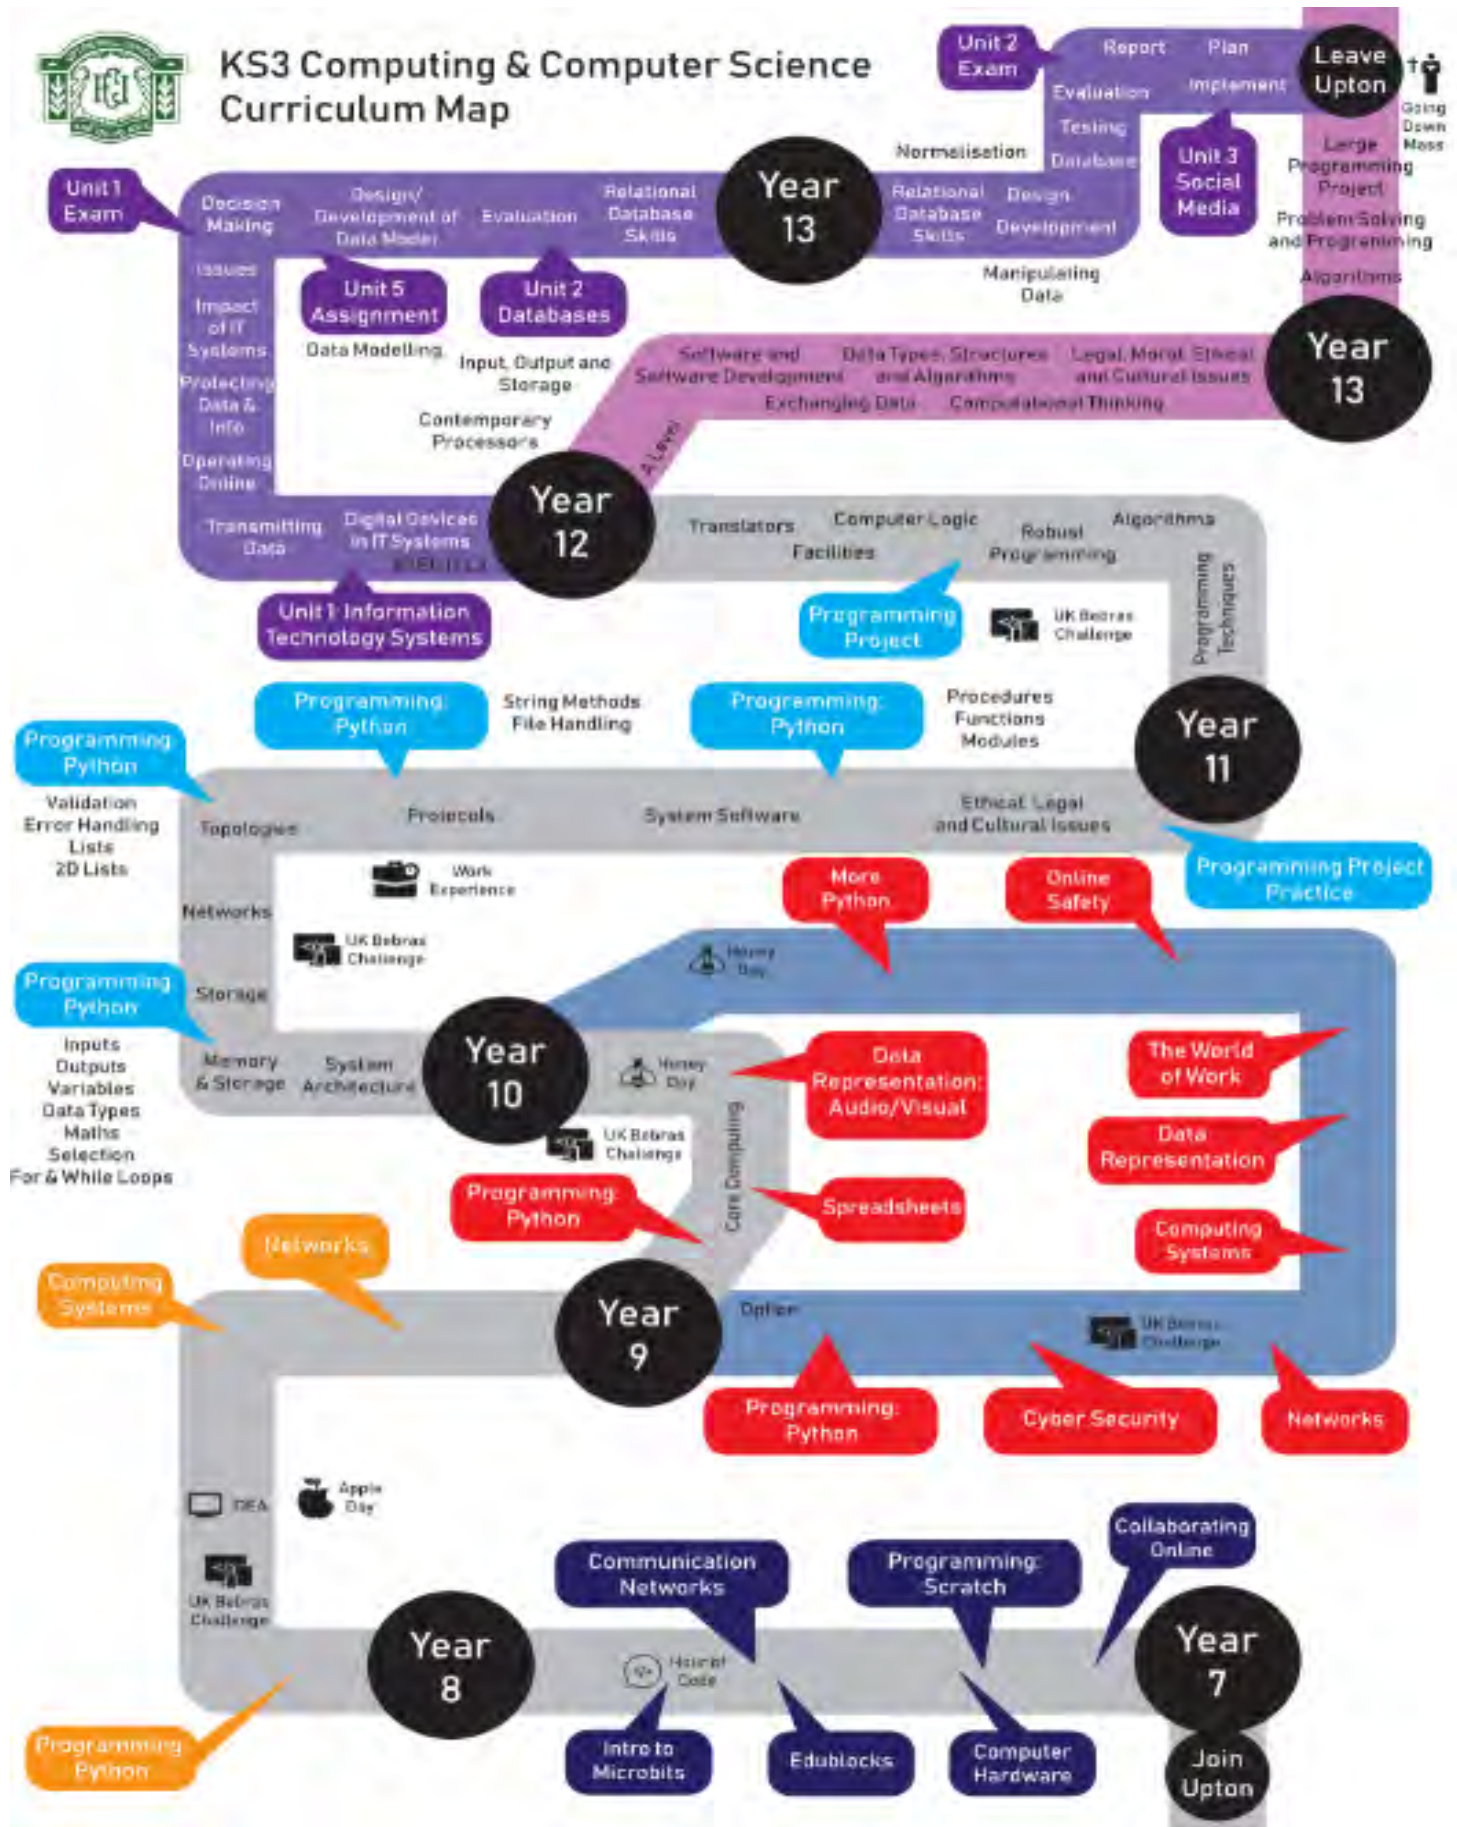 KS3 Computing & Computer Science
Curriculum Map
Unit 2
Exam
Report
Plan
Evaluation
Implement
Testing
Database
Leave
Upton
Going
Down
Mass
Unit 3
Social
Media
Large
Programming
Project
Problem Solving
and Programming
Algorithms
Normalisation
Unit 1
Exam
Decision
Making
Design/
Development of
Data Model
Evaluation
Relational
Database
Skills
Year
13
Relational
Database
Skills
Design
Development
Manipulating
Data
Issues
Impact
of IT
Systems
Protecting
Data &
Info
Operating
Online
Transmitting
Data
Digital Devices
in IT Systems
Unit 5
Assignment
Data Modelling
Unit 2
Databases
Input, Output and
Storage
Contemporary
Processors
Software and
Software Development
Data Types, Structures
and Algorithms
Legal, Moral, Ethical
and Cultural Issues
Exchanging Data
Computational Thinking
Year
13
A Level
Year
12
Unit 1: Information
Technology Systems
Translators
Computer Logic
Facilities
Robust
Programming
Algorithms
Programming
Techniques
Programming
Project
UK Bebras
Challenge
Programming:
Python
String Methods
File Handling
Programming:
Python
Procedures
Functions
Modules
Year
11
Programming
Python
Validation
Error Handling
Lists
2D Lists
Topologies
Protocols
System Software
Ethical, Legal
and Cultural Issues
Programming Project
Practice
Work
Experience
More
Python
Online
Safety
Networks
UK Bebras
Challenge
Honey
Day
Programming
Python
Storage
Inputs
Outputs
Variables
Data Types
Maths
Selection
For & While Loops
Memory
& Storage
System
Architecture
Year
10
Honey
Day
Data
Representation:
Audio/Visual
The World
of Work
UK Bebras
Challenge
Core Computing
Data
Representation
Programming:
Python
Spreadsheets
Computing
Systems
Networks
Computing
Systems
Year
9
Option
UK Bebras
Challenge
Programming:
Python
Cyber Security
Networks
iDEA
Apple
Day
UK Bebras
Challenge
Communication
Networks
Programming:
Scratch
Collaborating
Online
Year
8
Hour of
Code
Year
7
Programming
Python
Intro to
Microbits
Edublocks
Computer
Hardware
Join
Upton